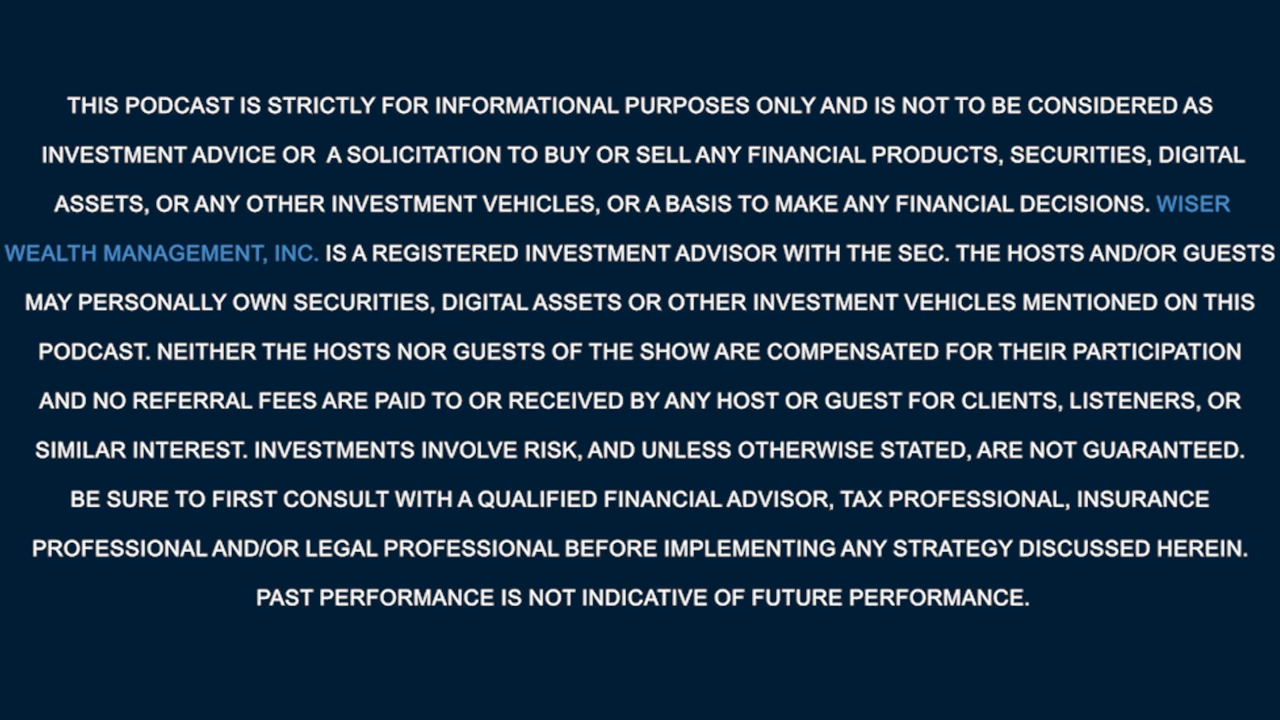 THIS PODCAST IS STRICTLY FOR INFORMATIONAL PURPOSES ONLY AND IS NOT TO BE CONSIDERED AS
INVESTMENT ADVICE OR A SOLICITATION TO BUY OR SELL ANY FINANCIAL PRODUCTS, SECURITIES, DIGITAL
ASSETS, OR ANY OTHER INVESTMENT VEHICLES, OR A BASIS TO MAKE ANY FINANCIAL DECISIONS. WISER
WEALTH MANAGEMENT, INC. IS A REGISTERED INVESTMENT ADVISOR WITH THE SEC. THE HOSTS AND/OR GUESTS
MAY PERSONALLY OWN SECURITIES, DIGITAL ASSETS OR OTHER INVESTMENT VEHICLES MENTIONED ON THIS
PODCAST. NEITHER THE HOSTS NOR GUESTS OF THE SHOW ARE COMPENSATED FOR THEIR PARTICIPATION
AND NO REFERRAL FEES ARE PAID TO OR RECEIVED BY ANY HOST OR GUEST FOR CLIENTS, LISTENERS, OR
SIMILAR INTEREST. INVESTMENTS INVOLVE RISK, AND UNLESS OTHERWISE STATED, ARE NOT GUARANTEED.
BE SURE TO FIRST CONSULT WITH A QUALIFIED FINANCIAL ADVISOR, TAX PROFESSIONAL, INSURANCE
PROFESSIONAL AND/OR LEGAL PROFESSIONAL BEFORE IMPLEMENTING ANY STRATEGY DISCUSSED HEREIN.
PAST PERFORMANCE IS NOT INDICATIVE OF FUTURE PERFORMANCE.